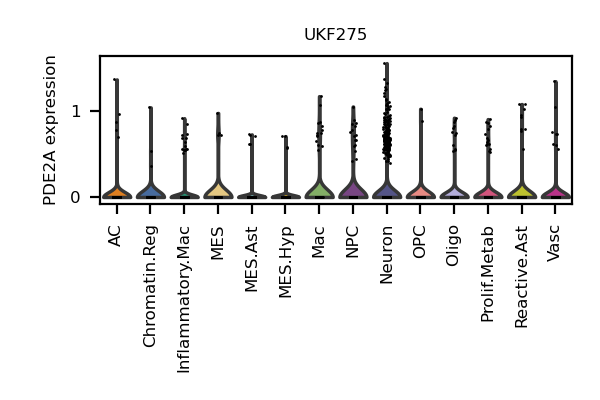 UKF275
PDE2A expression
1
0
AC
Chromatin.Reg
Inflammatory.Mac
MES
MES.Ast
MES.Hyp
Mac
NPC
Neuron
OPC
Oligo
Prolif.Metab
Reactive.Ast
Vasc